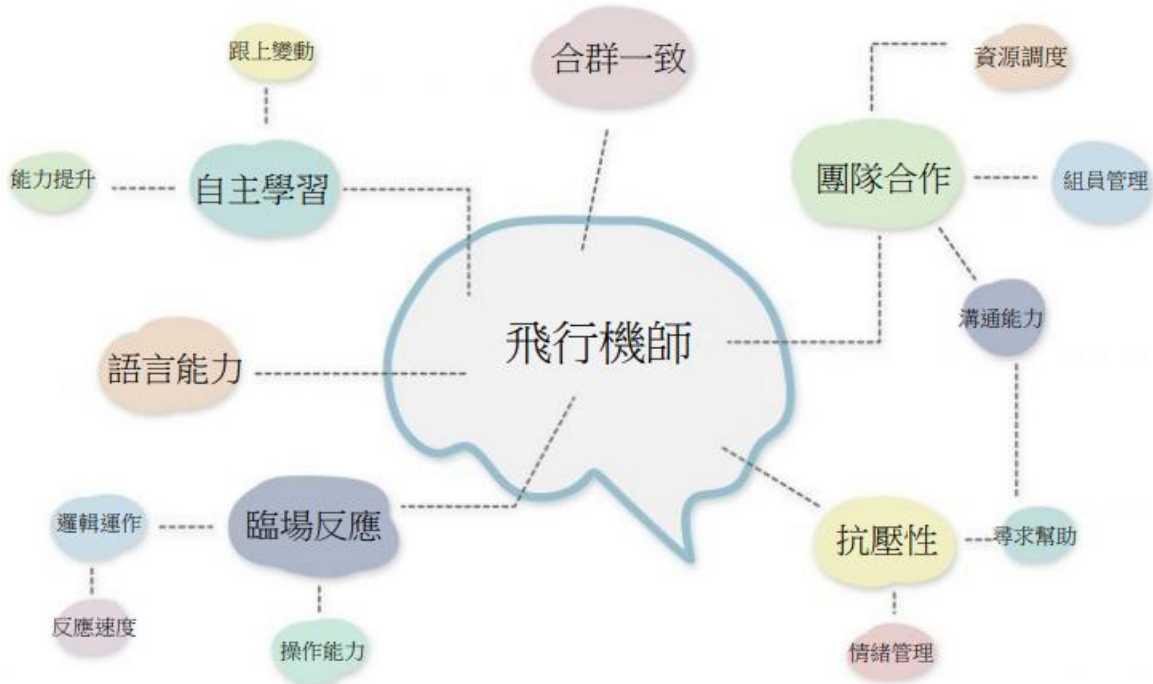 跟上變動
合群一致
資源調度
能力提升
自主學習
團隊合作
組員管理
溝通能力
飛行機師
語言能力
邏輯運作
臨場反應
抗壓性
尋求幫助
反應速度
操作能力
情緒管理